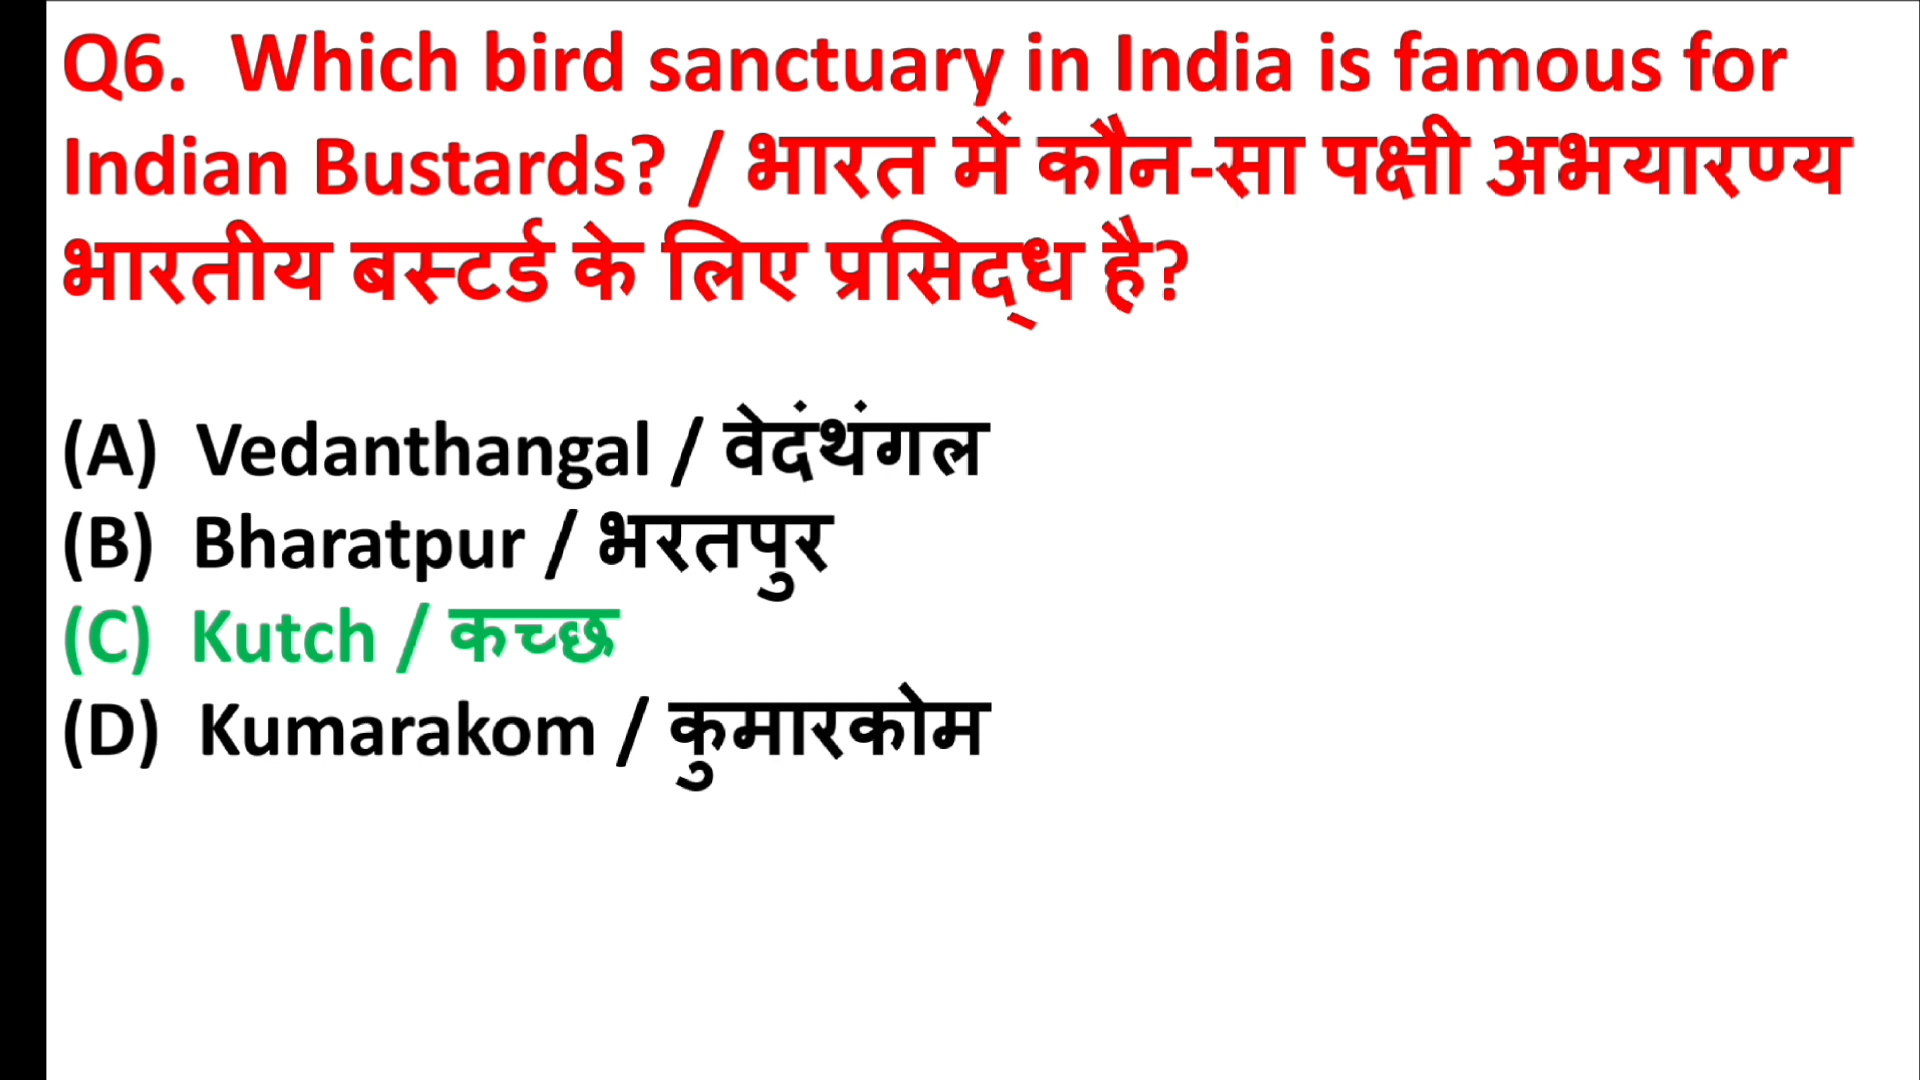 Q6. Which bird sanctuary in India is famous for
Indian Bustards? / भारत में कौन-सा पक्षी अभयारण्य
भारतीय बस्टर्ड के लिए प्रसिद्ध है?
(A) Vedanthangal / वेदंथंगल
(B) Bharatpur / भरतपुर
(C) Kutch / कच्छ
(D) Kumarakom / कुमारकोम